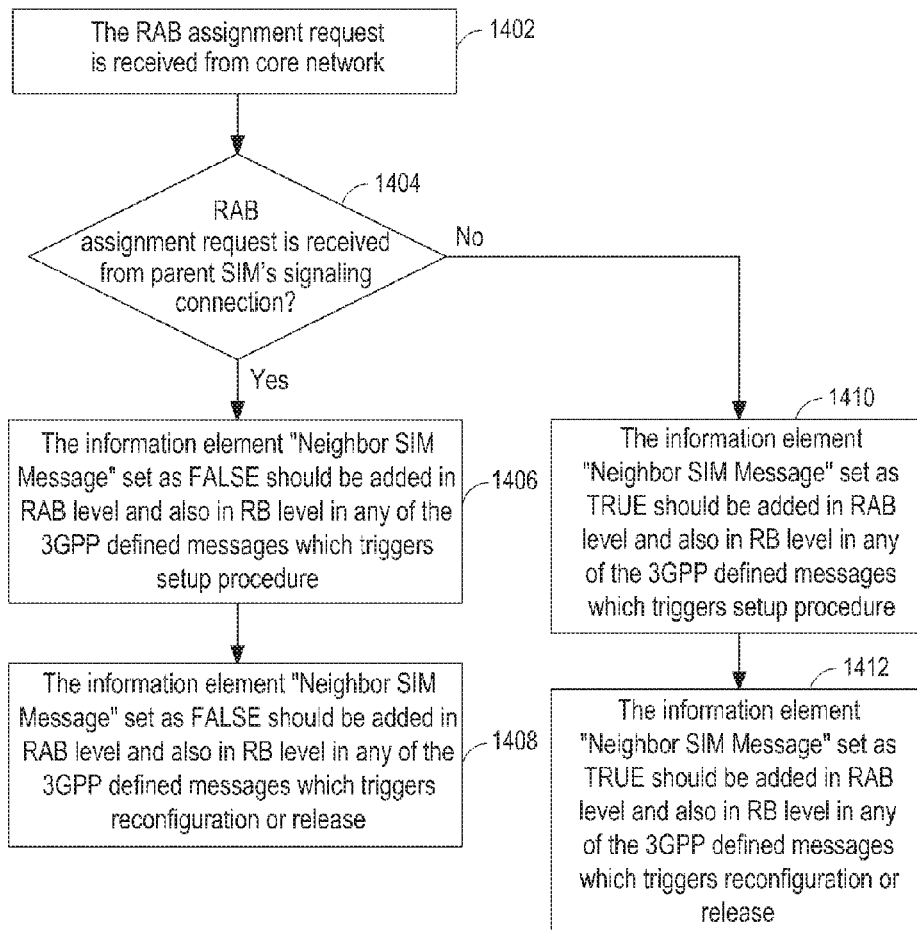 The RAB assignment request
is received from core network
1402
1404
RAB
assignment request is received
from parent SIM's signaling
connection?
No
Yes
The information element "Neighbor SIM
Message" set as FALSE should be added in
RAB level and also in RB level in any of the
3GPP defined messages which triggers
setup procedure
1406
1410
The information element
"Neighbor SIM Message" set as
TRUE should be added in RAB
level and also in RB level in any
of the 3GPP defined messages
which triggers setup procedure
The information element "Neighbor SIM
Message" set as FALSE should be added in
RAB level and also in RB level in any of the
3GPP defined messages which triggers
reconfiguration or release
1408
1412
The information element
"Neighbor SIM Message" set as
TRUE should be added in RAB
level and also in RB level in any
of the 3GPP defined messages
which triggers reconfiguration or
release